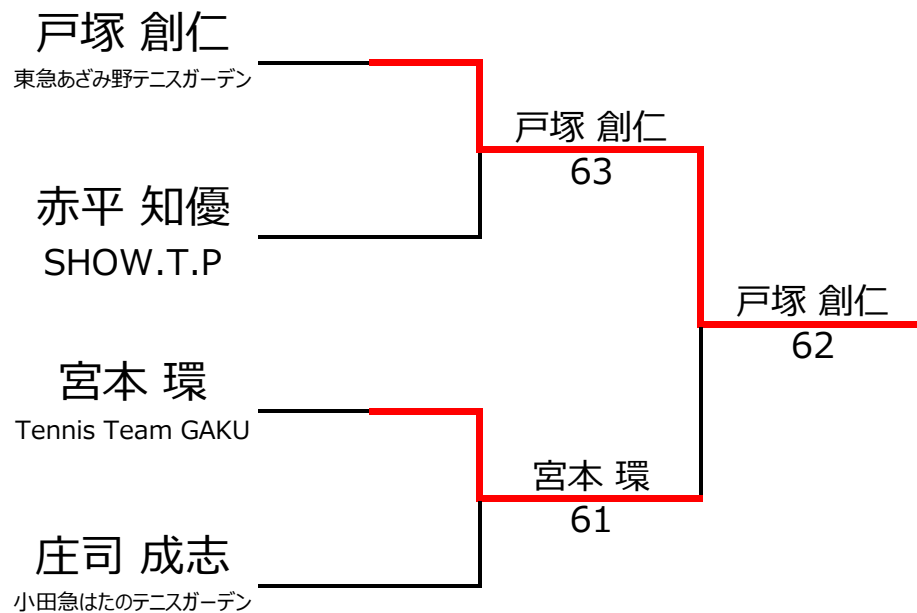 戸塚 創仁
東急あざみ野テニスガーデン
赤平 知優
SHOW.T.P
宮本 環
Tennis Team GAKU
庄司 成志
小田急はたのテニスガーデン
戸塚 創仁
63
宮本 環
61
戸塚 創仁
62